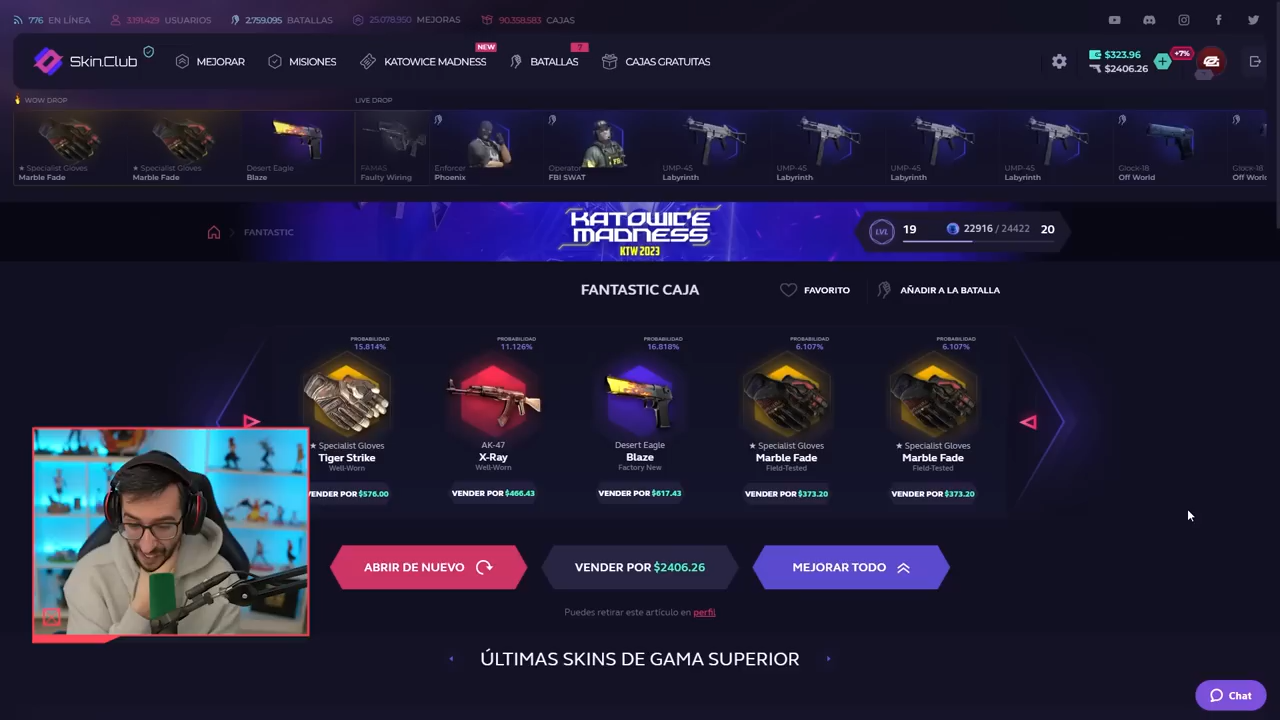 776 EN LÍNEA 3.191.429 USUARIOS 2.759.095 BATALLAS 25.078.950 MEJORAS 90.358.583 CAJAS
Skin.Club MEJORAR MISIONES KATOWICE MADNESS NEW BATALLAS 7 CAJAS GRATUITAS $323.96 +7%
$2406.26
WOW DROP LIVE DROP
★ Specialist Gloves ★ Specialist Gloves Desert Eagle FAMAS Enforcer Operator UMP-45 UMP-45 UMP-45 UMP-45 Glock-18 Glock-18
Marble Fade Marble Fade Blaze Faulty Wiring Phoenix FBI SWAT Labyrinth Labyrinth Labyrinth Labyrinth Off World Off World
FANTASTIC
KATOWICE
MADNESS
KTW 2023
LVL 19 22916 / 24422 20
FANTASTIC CAJA FAVORITO AÑADIR A LA BATALLA
PROBABILIDAD PROBABILIDAD PROBABILIDAD PROBABILIDAD PROBABILIDAD
15.814% 11.126% 16.818% 6.107% 6.107%
★ Specialist Gloves AK-47 Desert Eagle ★ Specialist Gloves ★ Specialist Gloves
Tiger Strike X-Ray Blaze Marble Fade Marble Fade
Well-Worn Well-Worn Factory New Field-Tested Field-Tested
VENDER POR $576.00 VENDER POR $466.43 VENDER POR $617.43 VENDER POR $373.20 VENDER POR $373.20
ABRIR DE NUEVO VENDER POR $2406.26 MEJORAR TODO
Puedes retirar este artículo en perfil
ÚLTIMAS SKINS DE GAMA SUPERIOR
Chat